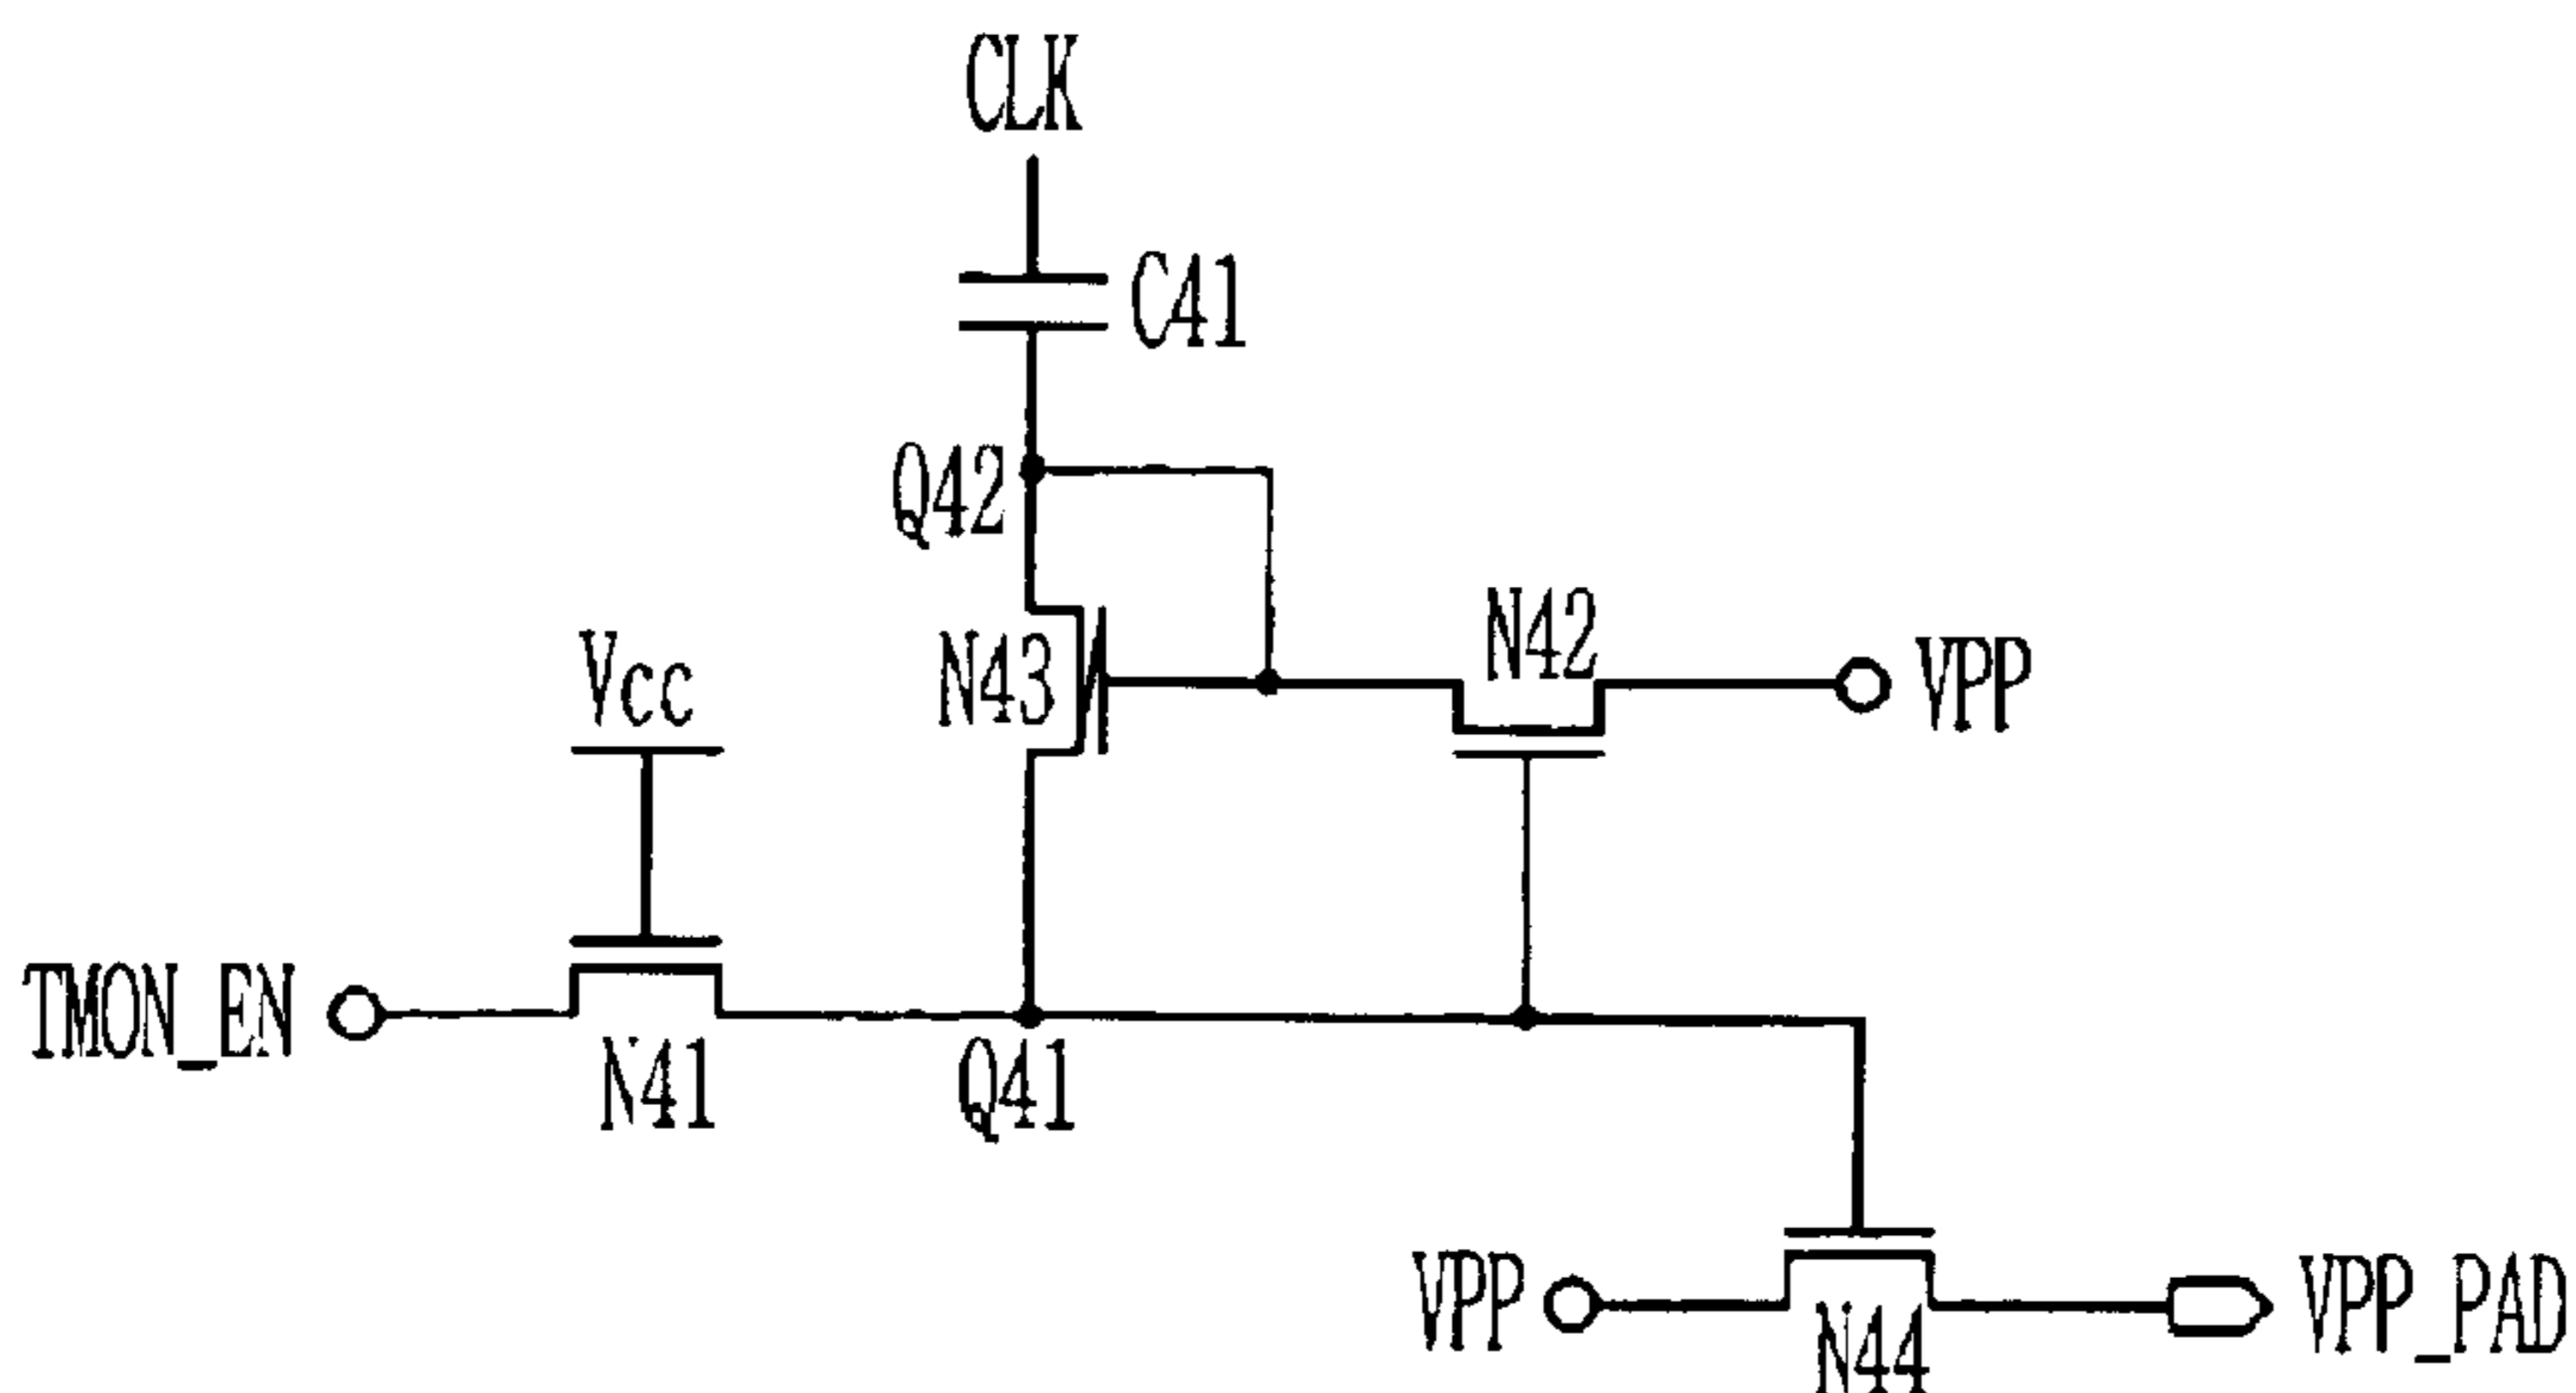 CLK
C41
Q42
N42
N43
VPP
Vcc
TMON_EN
N41
Q41
VPP
VPP_PAD
N44